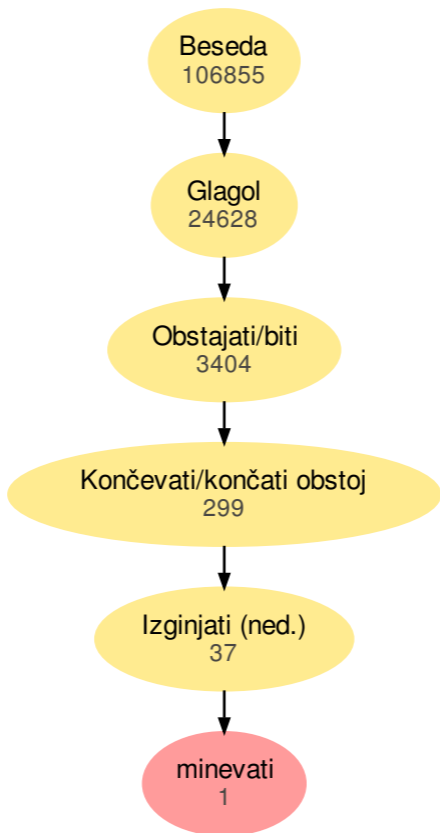 Beseda
106855
Glagol
24628
Obstajati/biti
3404
Končevati/končati obstoj
299
Izginjati (ned.)
37
minevati
1